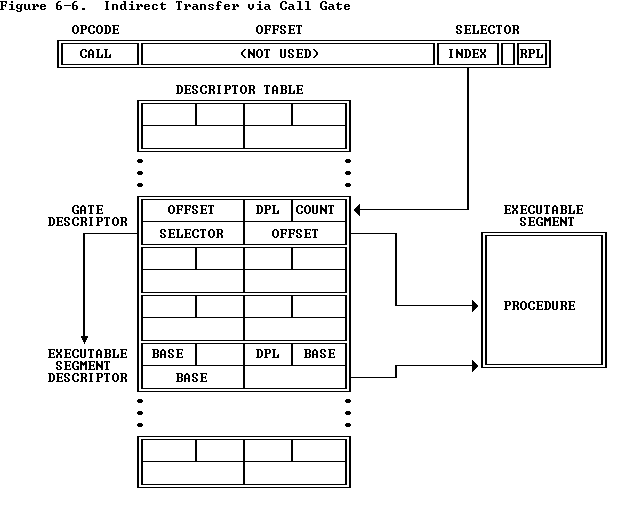 Figure 6-6. Indirect Transfer via Call Gate
OPCODE OFFSET SELECTOR
CALL (NOT USED) INDEX RPL
DESCRIPTOR TABLE
GATE
DESCRIPTOR
OFFSET DPL COUNT
SELECTOR OFFSET
EXECUTABLE
SEGMENT
PROCEDURE
EXECUTABLE
SEGMENT
DESCRIPTOR
BASE DPL BASE
BASE